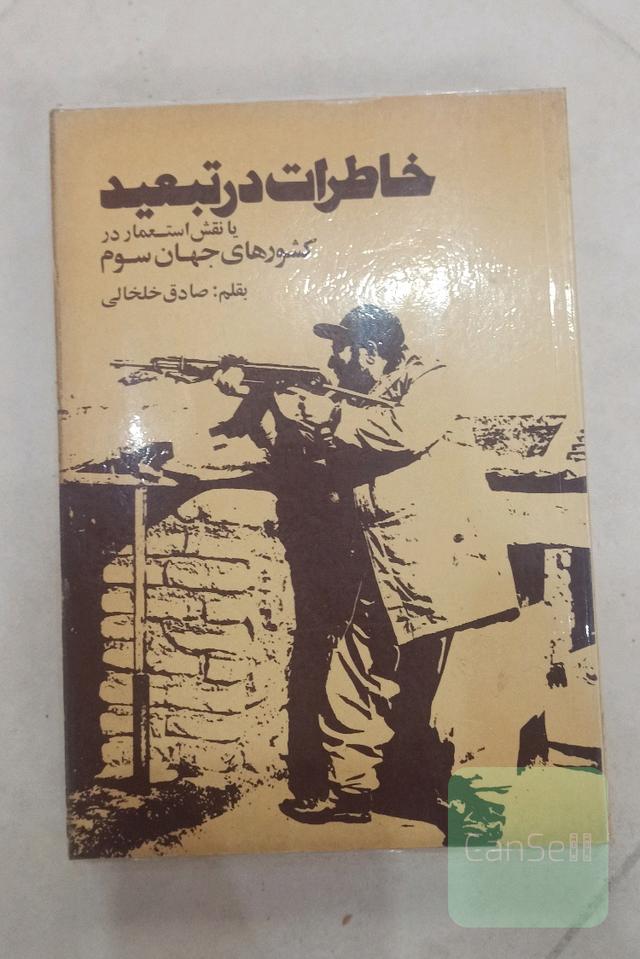 خاطرات در تبعید
یا نقش استعمار در
کشورهای جهان سوم
بقلم: صادق خلخالی
CanSell